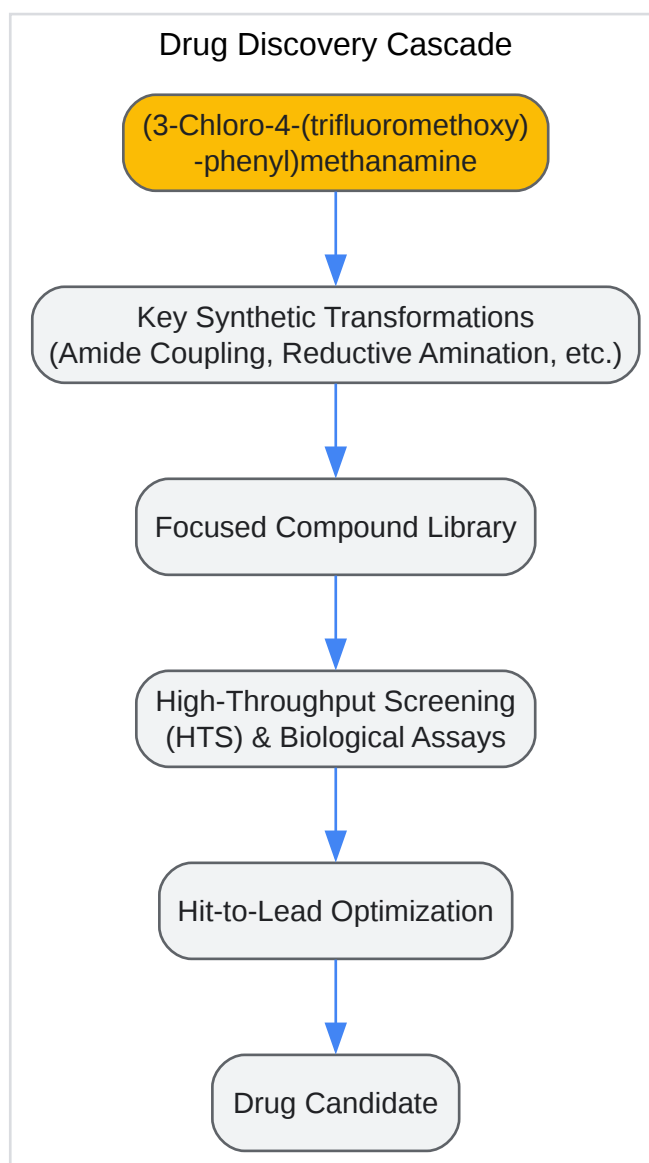 Drug Discovery Cascade
(3-Chloro-4-(trifluoromethoxy)
-phenyl)methanamine
Key Synthetic Transformations
(Amide Coupling, Reductive Amination, etc.)
Focused Compound Library
High-Throughput Screening
(HTS) & Biological Assays
Hit-to-Lead Optimization
Drug Candidate